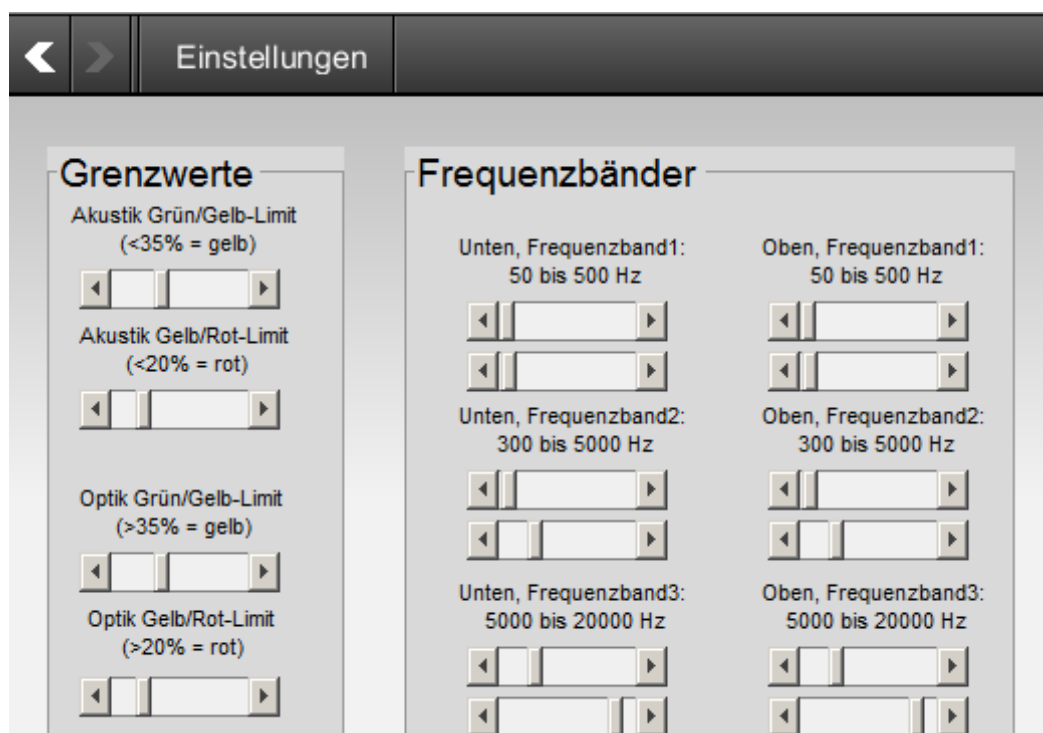 Einstellungen
Grenzwerte
Akustik Grün/Gelb-Limit
(<35% = gelb)
Akustik Gelb/Rot-Limit
(<20% = rot)
Optik Grün/Gelb-Limit
(>35% = gelb)
Optik Gelb/Rot-Limit
(>20% = rot)
Frequenzbänder
Unten, Frequenzband1:
50 bis 500 Hz
Oben, Frequenzband1:
50 bis 500 Hz
Unten, Frequenzband2:
300 bis 5000 Hz
Oben, Frequenzband2:
300 bis 5000 Hz
Unten, Frequenzband3:
5000 bis 20000 Hz
Oben, Frequenzband3:
5000 bis 20000 Hz